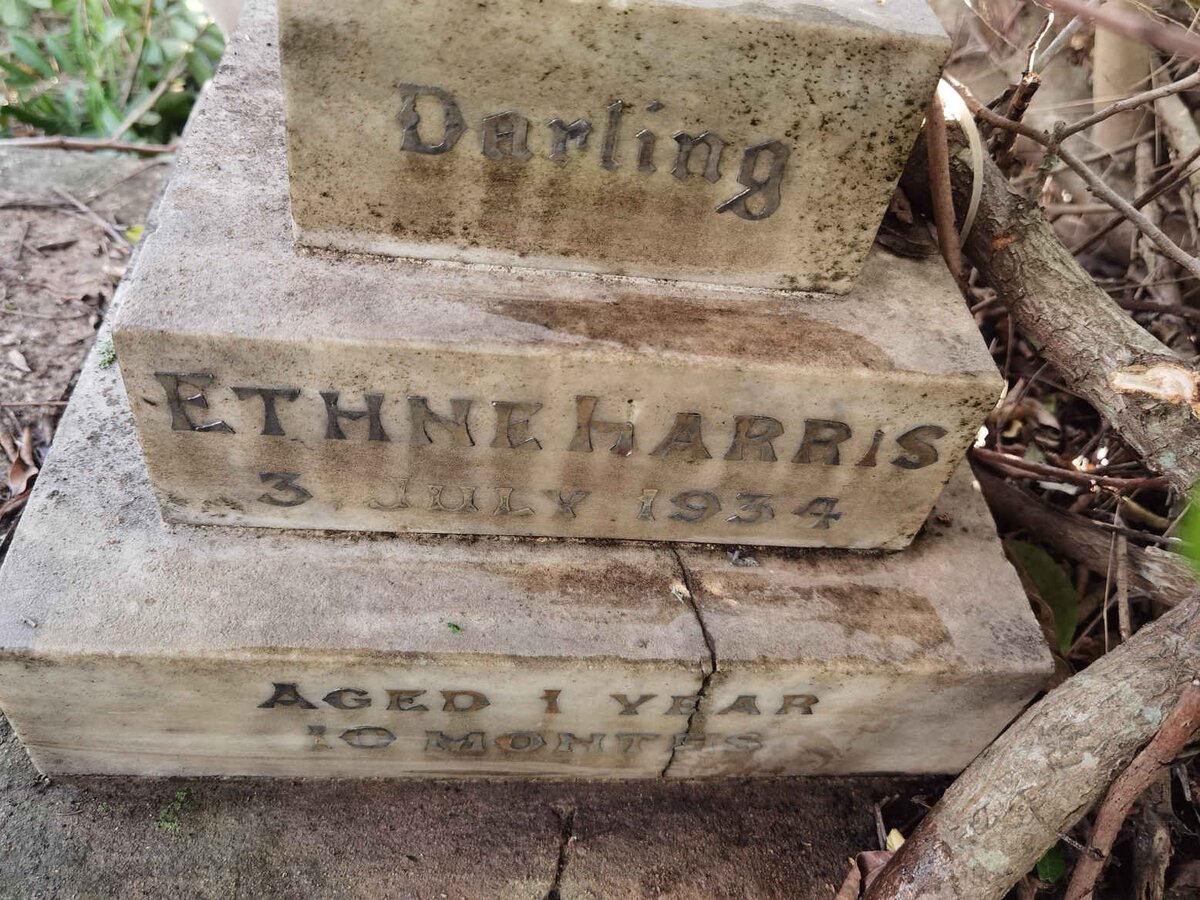 Darling
ETHNE HARRIS
3, JULY 1934
AGED 1 YEAR
10 MONTHS